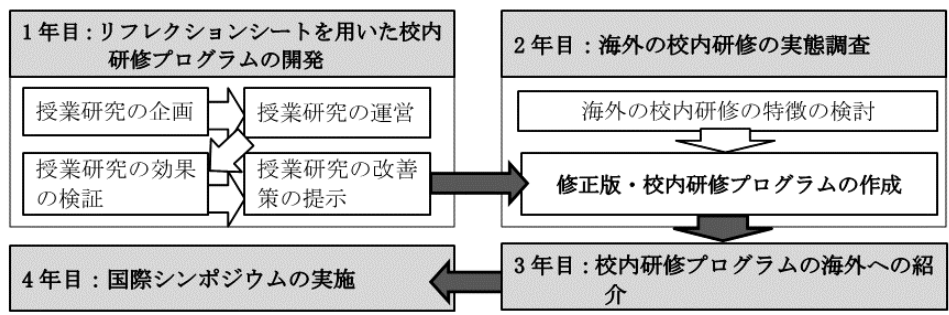 1年目：リフレクションシートを用いた校内
研修プログラムの開発
授業研究の企画
授業研究の運営
授業研究の効果
の検証
授業研究の改善
策の提示
2年目：海外の校内研修の実態調査
海外の校内研修の特徴の検討
修正版・校内研修プログラムの作成
3年目：校内研修プログラムの海外への紹
介
4年目：国際シンポジウムの実施